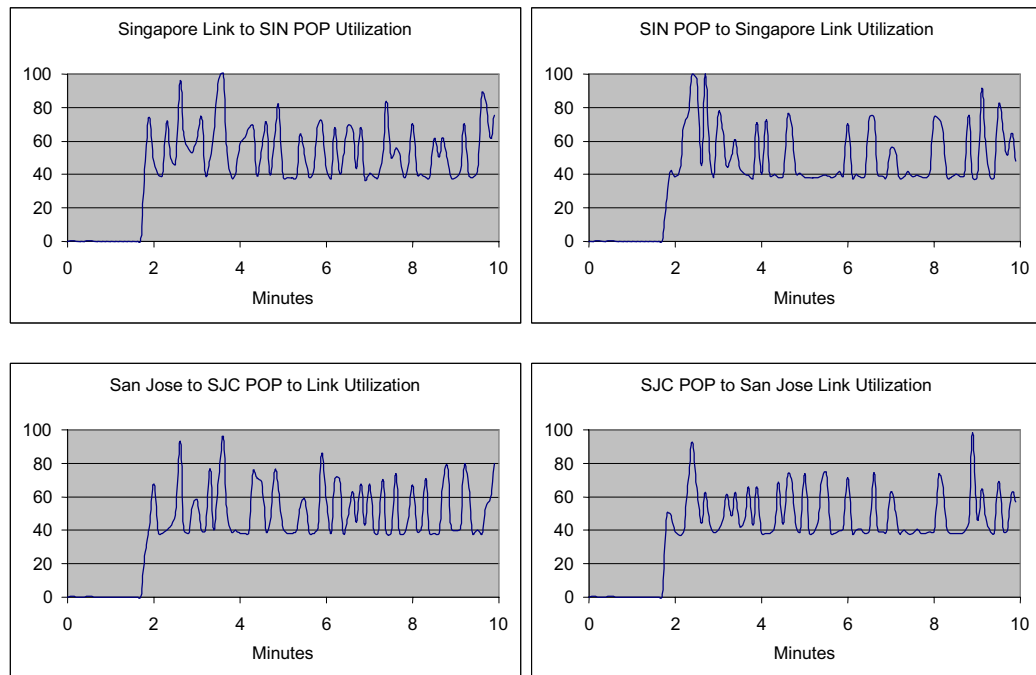 Singapore Link to SIN POP Utilization
100
80
60
40
20
0
0 2 4 6 8 10
Minutes
SIN POP to Singapore Link Utilization
100
80
60
40
20
0
0 2 4 6 8 10
Minutes
San Jose to SJC POP to Link Utilization
100
80
60
40
20
0
0 2 4 6 8 10
Minutes
SJC POP to San Jose Link Utilization
100
80
60
40
20
0
0 2 4 6 8 10
Minutes